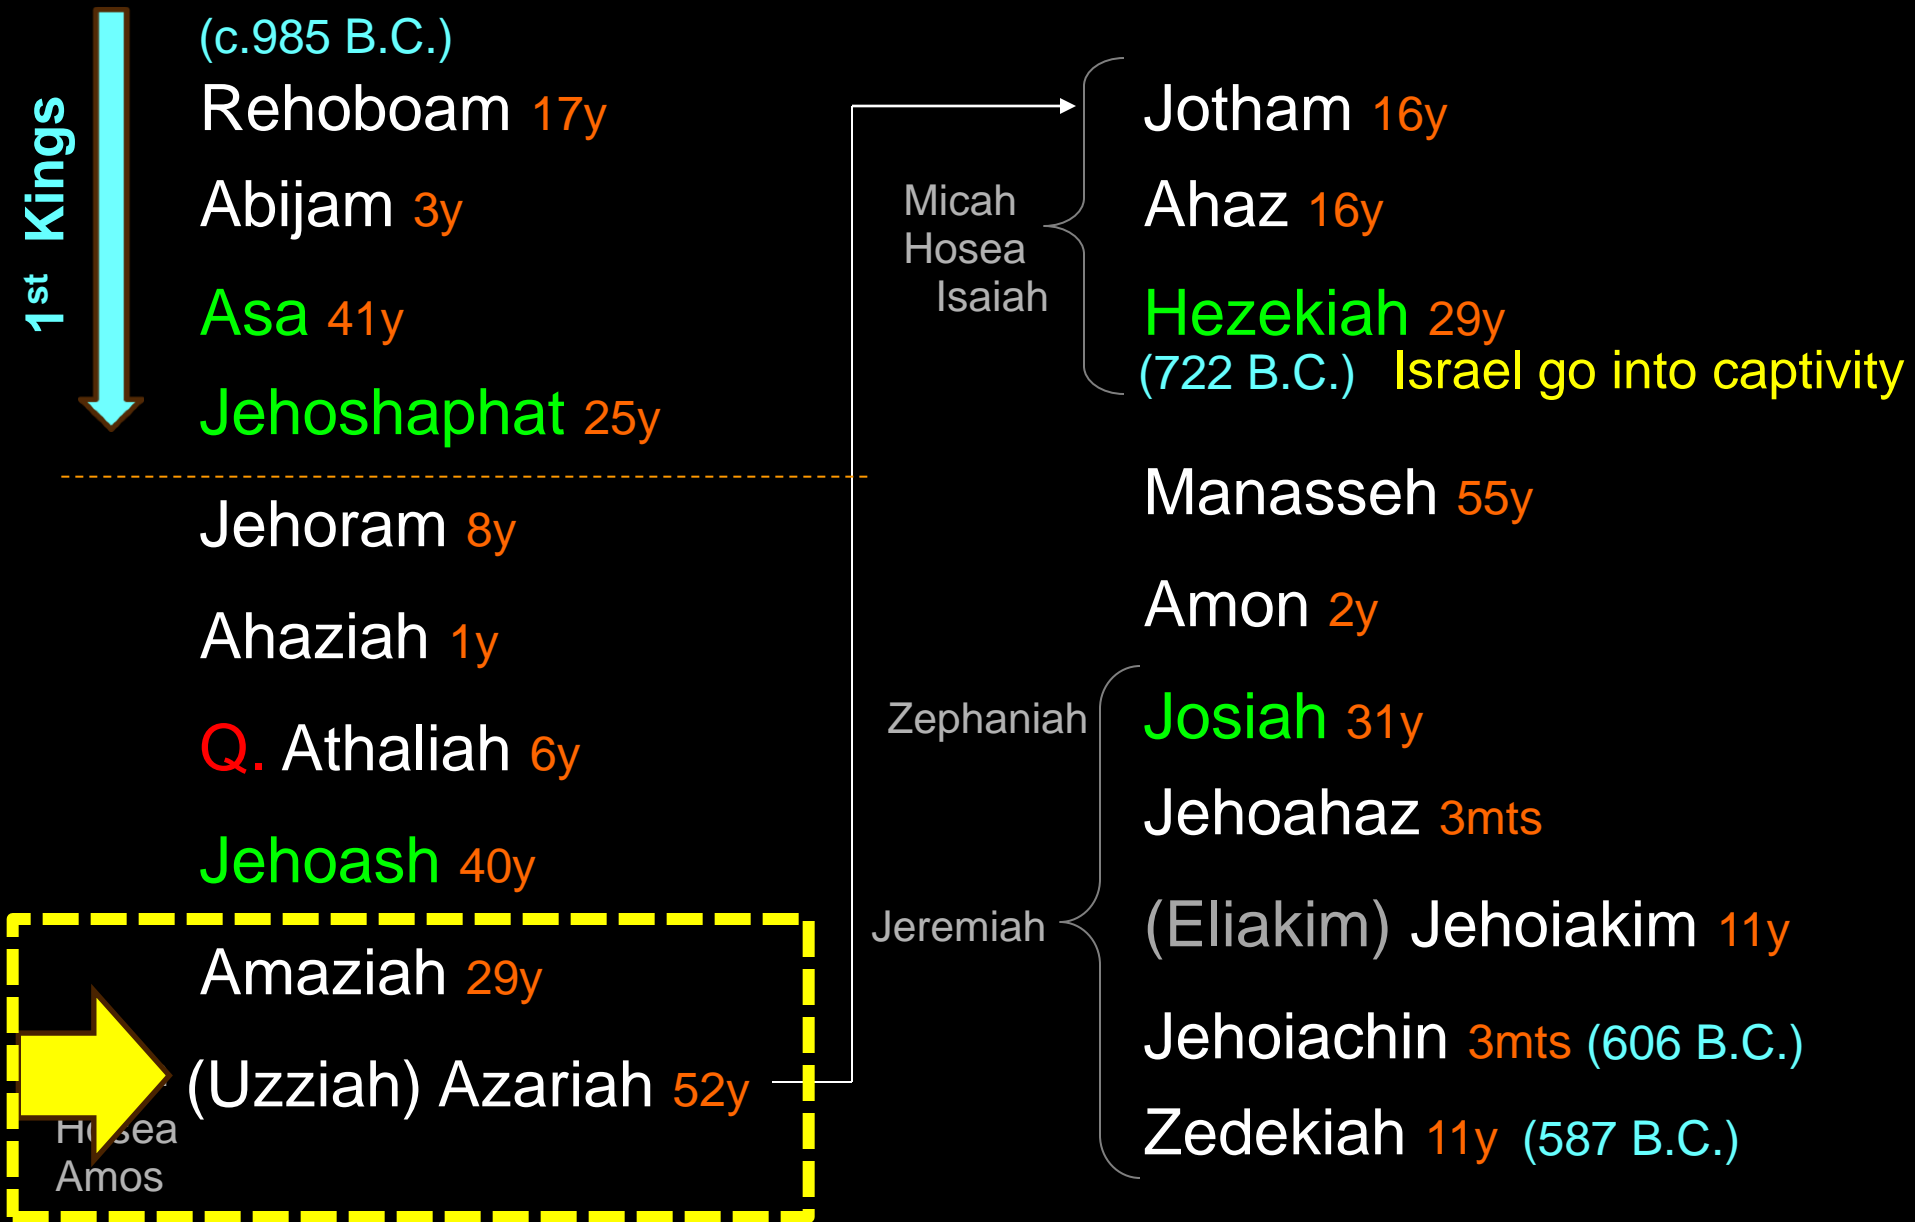 1st Kings
(c.985 B.C.)
Rehoboam 17y
Abijam 3y
Asa 41y
Jehoshaphat 25y
Jehoram 8y
Ahaziah 1y
Q. Athaliah 6y
Jehoash 40y
Amaziah 29y
(Uzziah) Azariah 52y
Hosea
Amos
Micah
Hosea
Isaiah
Jotham 16y
Ahaz 16y
Hezekiah 29y
(722 B.C.) Israel go into captivity
Manasseh 55y
Amon 2y
Zephaniah
Jeremiah
Josiah 31y
Jehoahaz 3mts
(Eliakim) Jehoiakim 11y
Jehoiachin 3mts (606 B.C.)
Zedekiah 11y (587 B.C.)